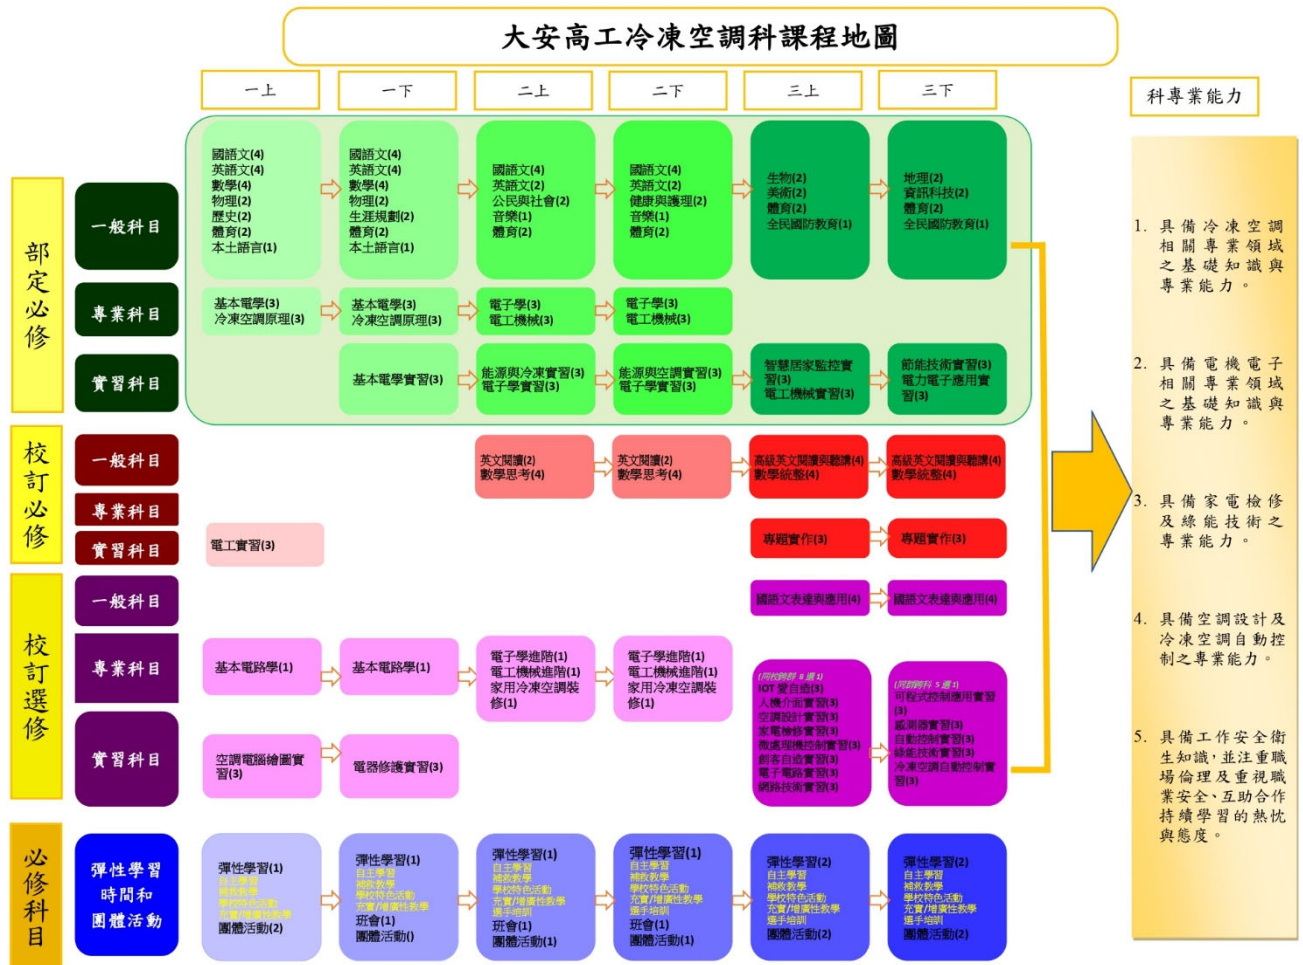 大安高工冷凍空調科課程地圖
一上
一下
二上
二下
三上
三下
科專業能力
部定必修
一般科目
國語文(4)
英語文(4)
數學(4)
物理(2)
歷史(2)
體育(2)
本土語言(1)
國語文(4)
英語文(4)
數學(4)
物理(2)
生涯規劃(2)
體育(2)
本土語言(1)
國語文(4)
英語文(2)
公民與社會(2)
音樂(1)
體育(2)
國語文(4)
英語文(2)
健康與護理(2)
音樂(1)
體育(2)
生物(2)
美術(2)
體育(2)
全民國防教育(1)
地理(2)
資訊科技(2)
體育(2)
全民國防教育(1)
專業科目
基本電學(3)
冷凍空調原理(3)
基本電學(3)
冷凍空調原理(3)
電子學(3)
電工機械(3)
電子學(3)
電工機械(3)
實習科目
基本電學實習(3)
能源與冷凍實習(3)
電子學實習(3)
能源與空調實習(3)
電子學實習(3)
智慧居家監控實
習(3)
電工機械實習(3)
節能技術實習(3)
電力電子應用實
習(3)
校訂必修
一般科目
英文閱讀(2)
數學思考(4)
英文閱讀(2)
數學思考(4)
高級英文閱讀與聽講(4)
數學統整(4)
高級英文閱讀與聽講(4)
數學統整(4)
專業科目
實習科目
電工實習(3)
專題實作(3)
專題實作(3)
校訂選修
一般科目
國語文表達與應用(4)
國語文表達與應用(4)
專業科目
基本電路學(1)
基本電路學(1)
電子學進階(1)
電工機械進階(1)
家用冷凍空調裝
修(1)
電子學進階(1)
電工機械進階(1)
家用冷凍空調裝
修(1)
實習科目
空調電腦繪圖實
習(3)
電器修護實習(3)
(同校跨群 8 選1)
IOT 愛自造(3)
人機介面實習(3)
空調設計實習(3)
家電檢修實習(3)
微處理機控制實習(3)
創客自造實習(3)
電子電路實習(3)
網路技術實習(3)
(同群跨科 5 選1)
可程式控制應用實習
(3)
感測器實習(3)
自動控制實習(3)
綠能技術實習(3)
冷凍空調自動控制實
習(3)
必修科目
彈性學習
時間和
團體活動
彈性學習(1)
自主學習
補救教學
學校特色活動
充實/增廣性教學
團體活動(2)
彈性學習(1)
自主學習
補救教學
學校特色活動
充實/增廣性教學
班會(1)
團體活動()
彈性學習(1)
自主學習
補救教學
學校特色活動
充實/增廣性教學
選手培訓
班會(1)
團體活動(1)
彈性學習(1)
自主學習
補救教學
學校特色活動
充實/增廣性教學
選手培訓
班會(1)
團體活動(1)
彈性學習(2)
自主學習
補救教學
學校特色活動
充實/增廣性教學
選手培訓
團體活動(2)
彈性學習(2)
自主學習
補救教學
學校特色活動
充實/增廣性教學
選手培訓
團體活動(2)
1. 具備冷凍空調
相關專業領域
之基礎知識與
專業能力。
2. 具備電機電子
相關專業領域
之基礎知識與
專業能力。
3. 具備家電檢修
及綠能技術之
專業能力。
4. 具備空調設計及
冷凍空調自動控
制之專業能力。
5. 具備工作安全衛
生知識,並注重職
場倫理及重視職
業安全、互助合作
持續學習的熱忱
與態度。